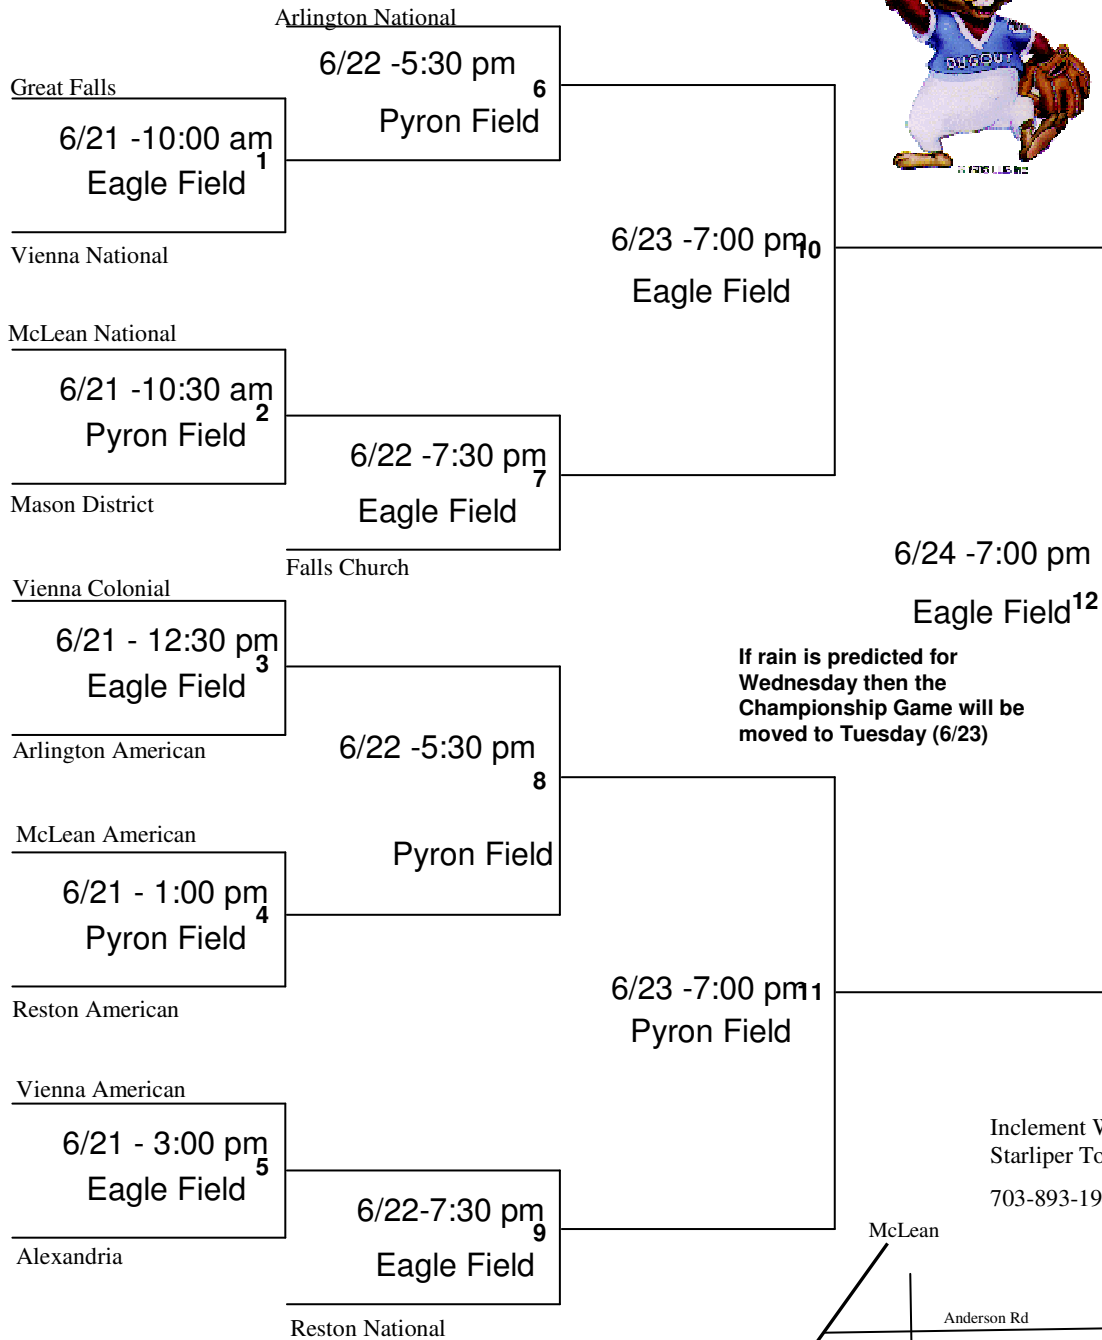 Arlington National
6/22 -5:30 pm
6
Pyron Field
DUGOUT
Great Falls
6/21 -10:00 am
1
Eagle Field
Vienna National
6/23 -7:00 pm
10
Eagle Field
McLean National
6/21 -10:30 am
2
Pyron Field
Mason District
6/22 -7:30 pm
7
Eagle Field
Falls Church
6/24 -7:00 pm
Eagle Field
12
If rain is predicted for
Wednesday then the
Championship Game will be
moved to Tuesday (6/23)
Vienna Colonial
6/21 - 12:30 pm
3
Eagle Field
Arlington American
6/22 -5:30 pm
8
Pyron Field
McLean American
6/21 - 1:00 pm
4
Pyron Field
Reston American
6/23 -7:00 pm
11
Pyron Field
Vienna American
6/21 - 3:00 pm
5
Eagle Field
Alexandria
6/22-7:30 pm
9
Eagle Field
Reston National
Inclement
Starliper To
703-893-19
McLean
Anderson Rd